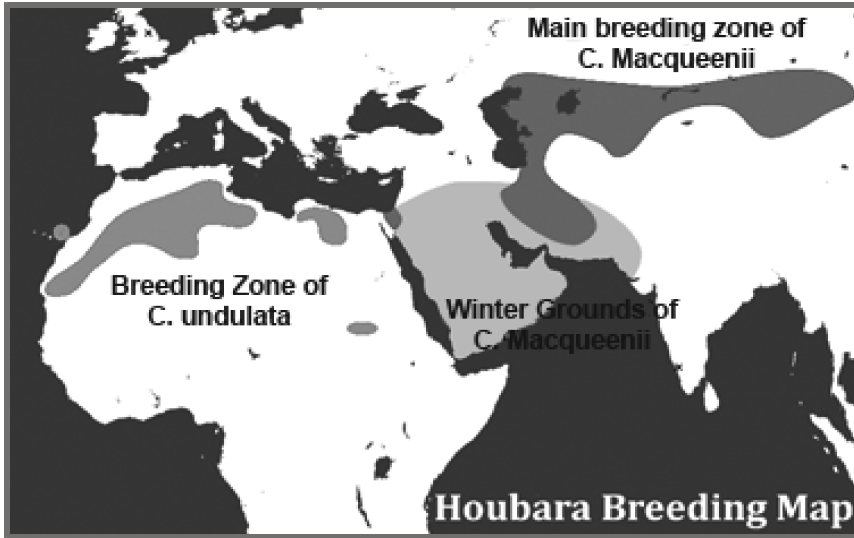 Main breeding zone of
C. Macqueenii
Breeding Zone of
C. undulata
Winter Grounds of
C. Macqueenii
Houbara Breeding Map